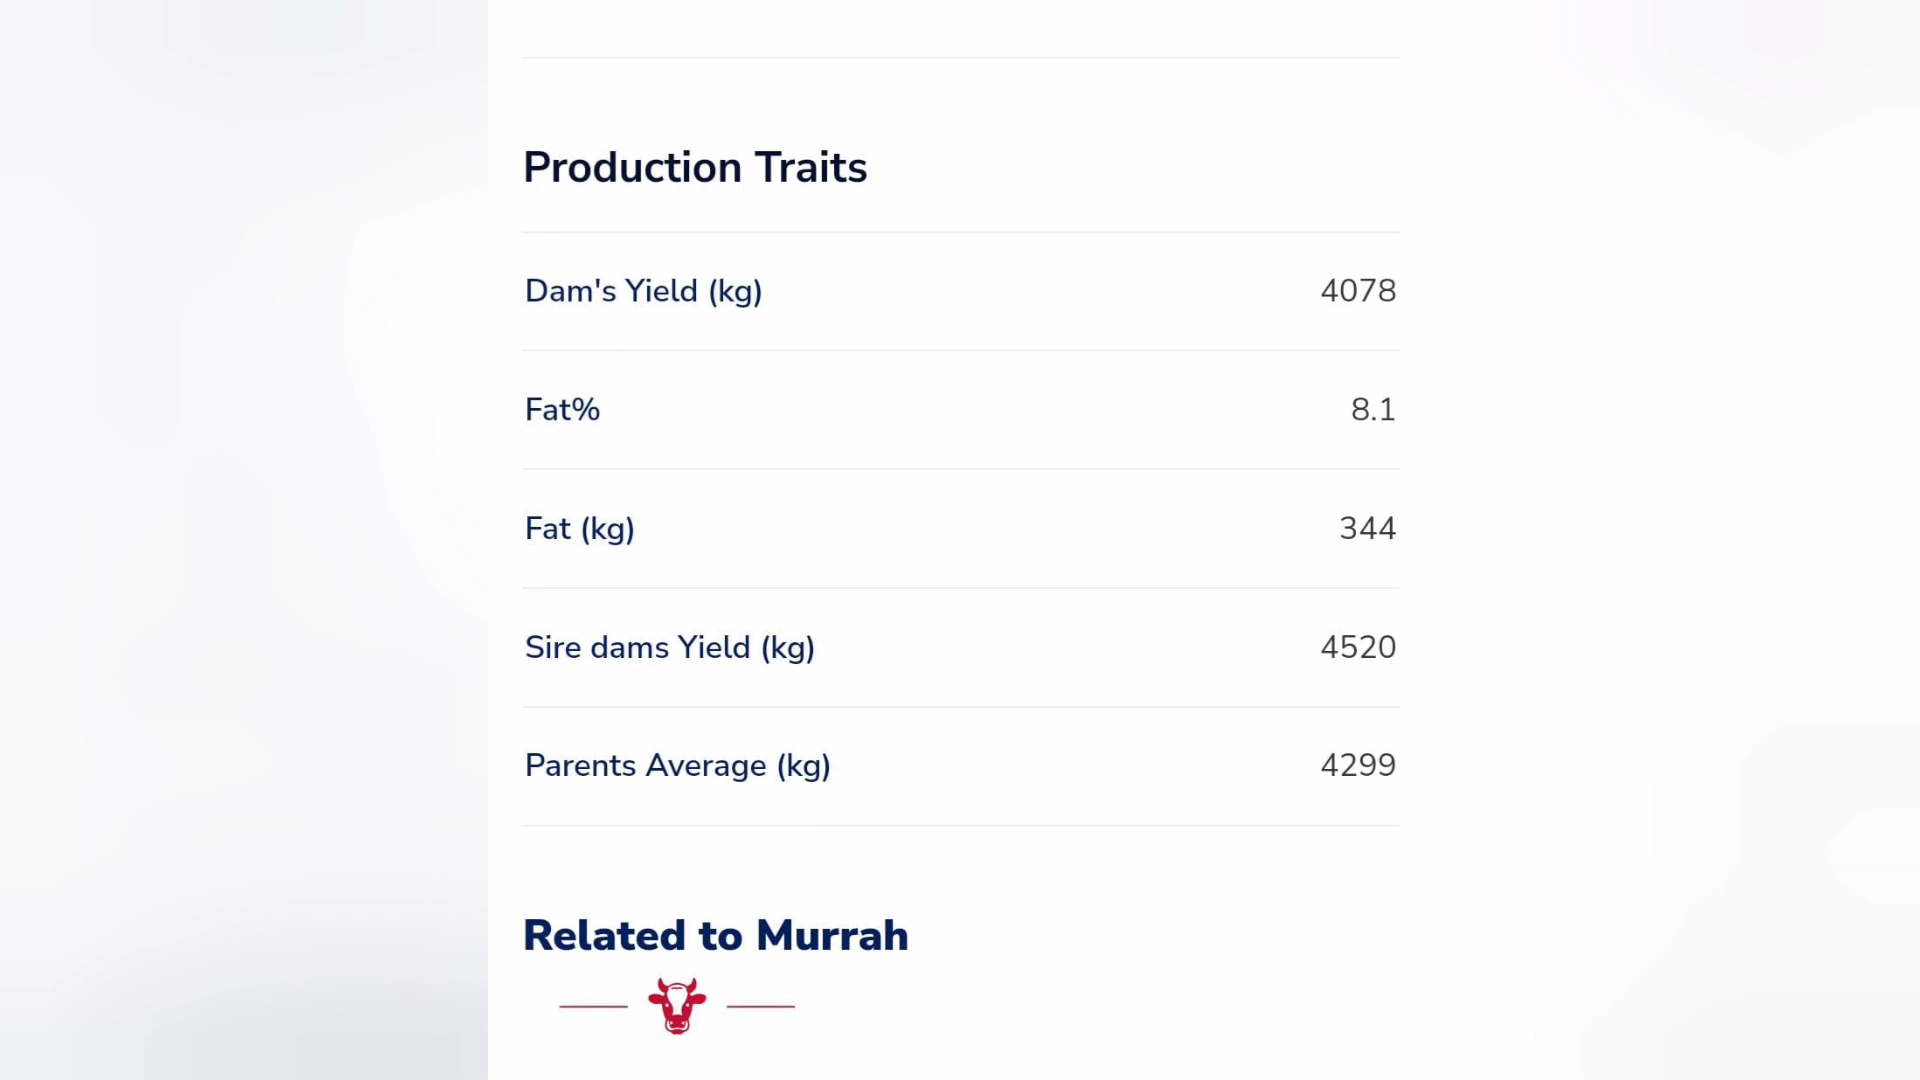 Production Traits
Dam's Yield (kg) 4078
Fat% 8.1
Fat (kg) 344
Sire dams Yield (kg) 4520
Parents Average (kg) 4299
Related to Murrah